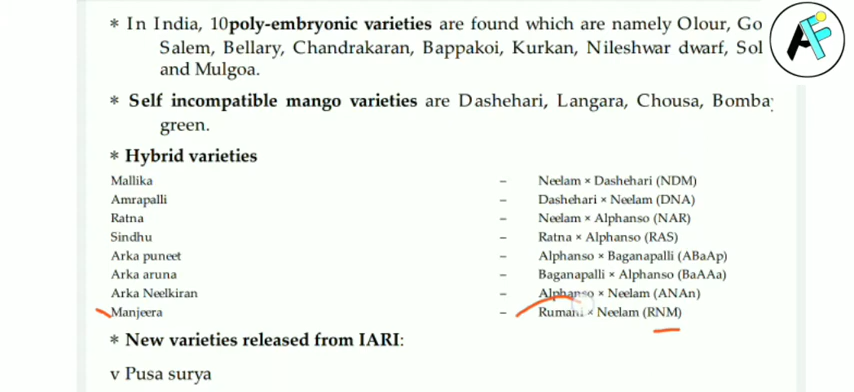 * In India, 10poly-embryonic varieties are found which are namely Olour, Go
Salem, Bellary, Chandrakaran, Bappakoi, Kurkan, Nileshwar dwarf, Sol
and Mulgoa.
* Self incompatible mango varieties are Dashehari, Langara, Chousa, Bombay
green.
* Hybrid varieties
Mallika – Neelam × Dashehari (NDM)
Amrapalli – Dashehari × Neelam (DNA)
Ratna – Neelam × Alphanso (NAR)
Sindhu – Ratna × Alphanso (RAS)
Arka puneet – Alphanso × Baganapalli (ABaAp)
Arka aruna – Baganapalli × Alphanso (BaAAa)
Arka Neelkiran – Alphanso × Neelam (ANAn)
Manjeera – Rumani × Neelam (RNM)
* New varieties released from IARI:
v Pusa surya